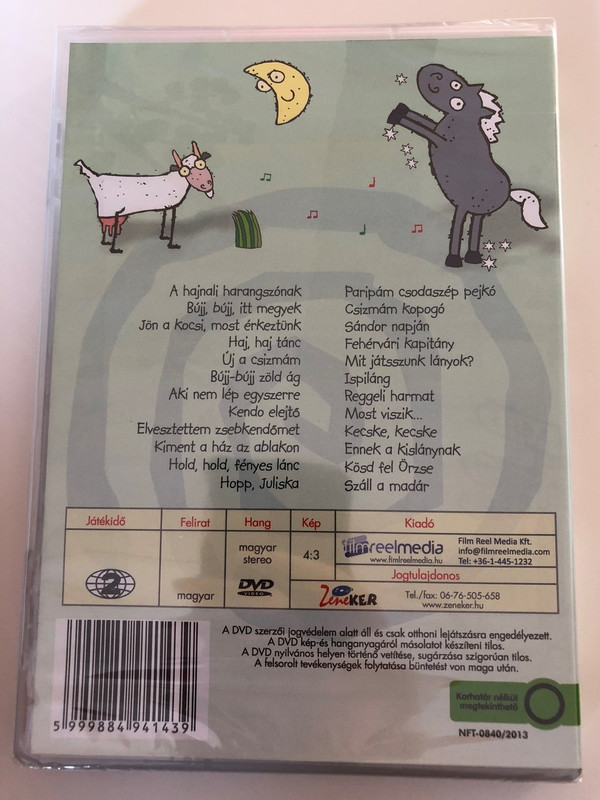 A hajnali harangszónak
Bújj, bújj, itt megyek
Jön a kocsi, most érkeztünk
Haj, haj tánc
Új a csizmám
Bújj-bújj zöld ág
Aki nem lép egyszerre
Kendo elejtő
Elvesztettem zsebkendőmet
Kiment a ház az ablakon
Hold, hold, fényes lánc
Hopp, Juliska
Paripám csodaszép pejkó
Csizmám kopogó
Sándor napján
Fehérvári kapitány
Mit játsszunk lányok?
Ispiláng
Reggeli harmat
Most viszik...
Kecske, kecske
Ennek a kislánynak
Kösd fel Örzse
Száll a madár
Játékidő
Felirat
Hang
Kép
Kiadó
2
magyar
magyar
stereo
DVD
VIDEO
4:3
filmreelmedia
www.fimlreelmedia.hu
Film Reel Media Kft.
info@filmreelmedia.com
Tel: +36-1-445-1232
Jogtulajdonos
ZeneKER
Tel./fax: 06-76-505-658
www.zeneker.hu
A DVD szerzői jogvédelem alatt áll és csak otthoni lejátszásra engedélyezett.
A DVD kép-és hanganyagáról másolatot készíteni tilos.
A DVD nyilvános helyen történő vetítése, sugárzása szigorúan tilos.
A felsorolt tevékenységek folytatása büntetést von maga után.
5 999884 941439
Korhatár nélkül
megtekinthető
NFT-0840/2013